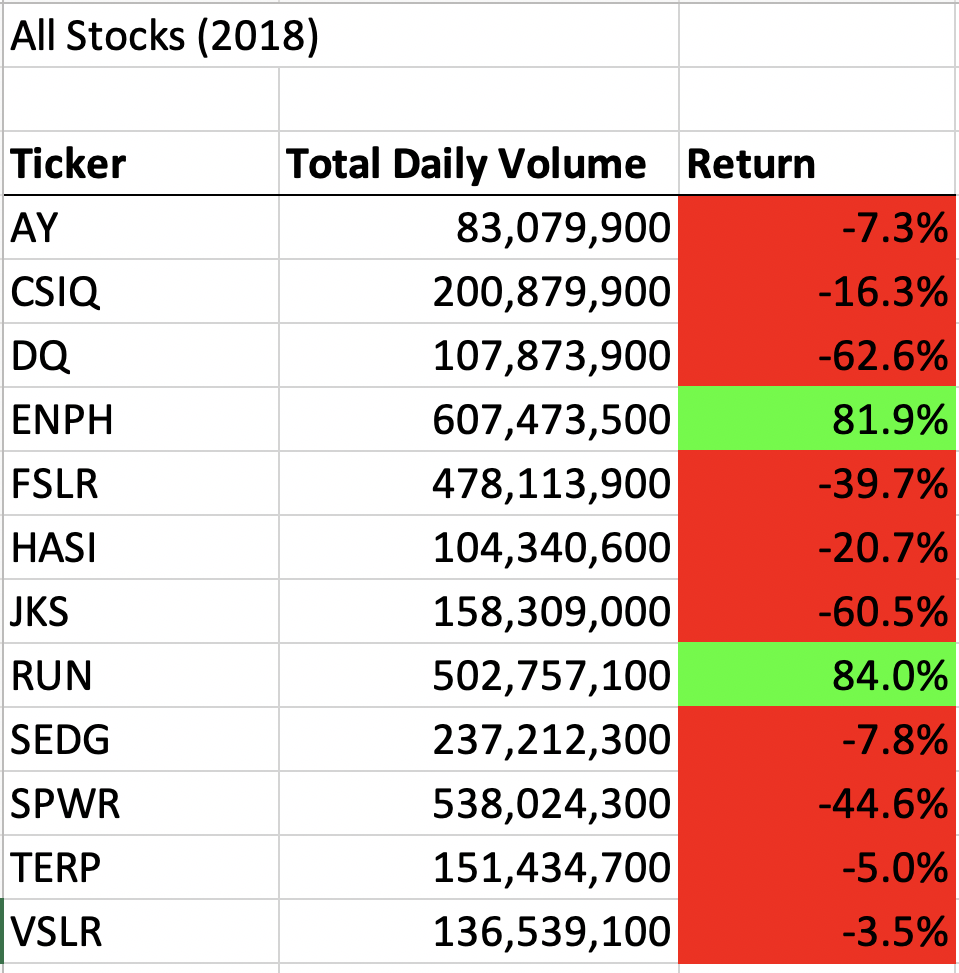 All Stocks (2018)
Ticker Total Daily Volume Return
AY 83,079,900 -7.3%
CSIQ 200,879,900 -16.3%
DQ 107,873,900 -62.6%
ENPH 607,473,500 81.9%
FSLR 478,113,900 -39.7%
HASI 104,340,600 -20.7%
JKS 158,309,000 -60.5%
RUN 502,757,100 84.0%
SEDG 237,212,300 -7.8%
SPWR 538,024,300 -44.6%
TERP 151,434,700 -5.0%
VSLR 136,539,100 -3.5%